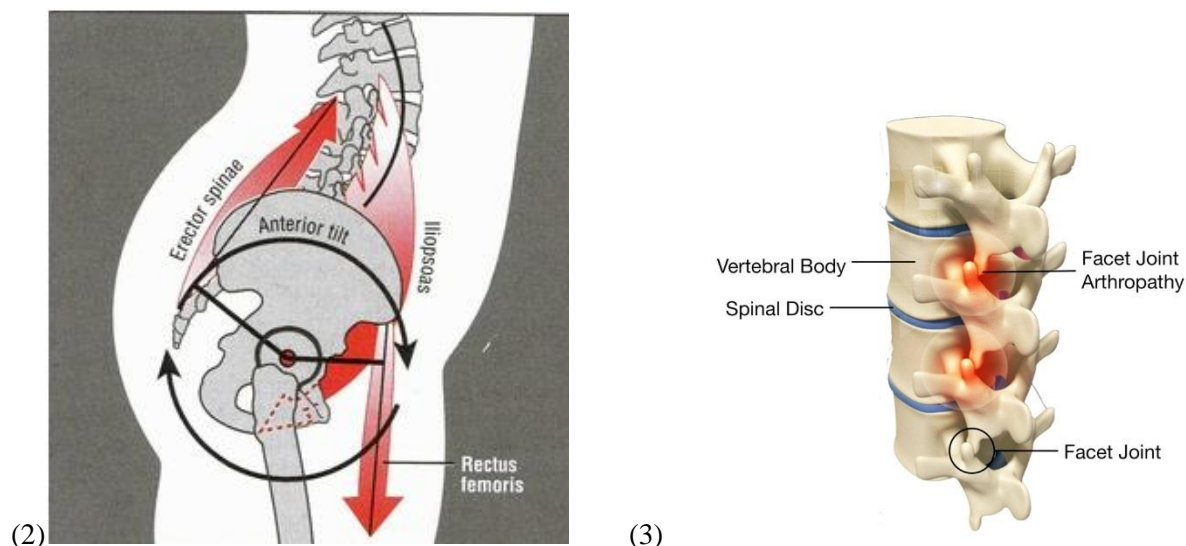 Erector spinae
Anterior tilt
Iliopsoas
Rectus
femoris
(2)
Vertebral Body
Spinal Disc
Facet Joint
Arthropathy
Facet Joint
(3)